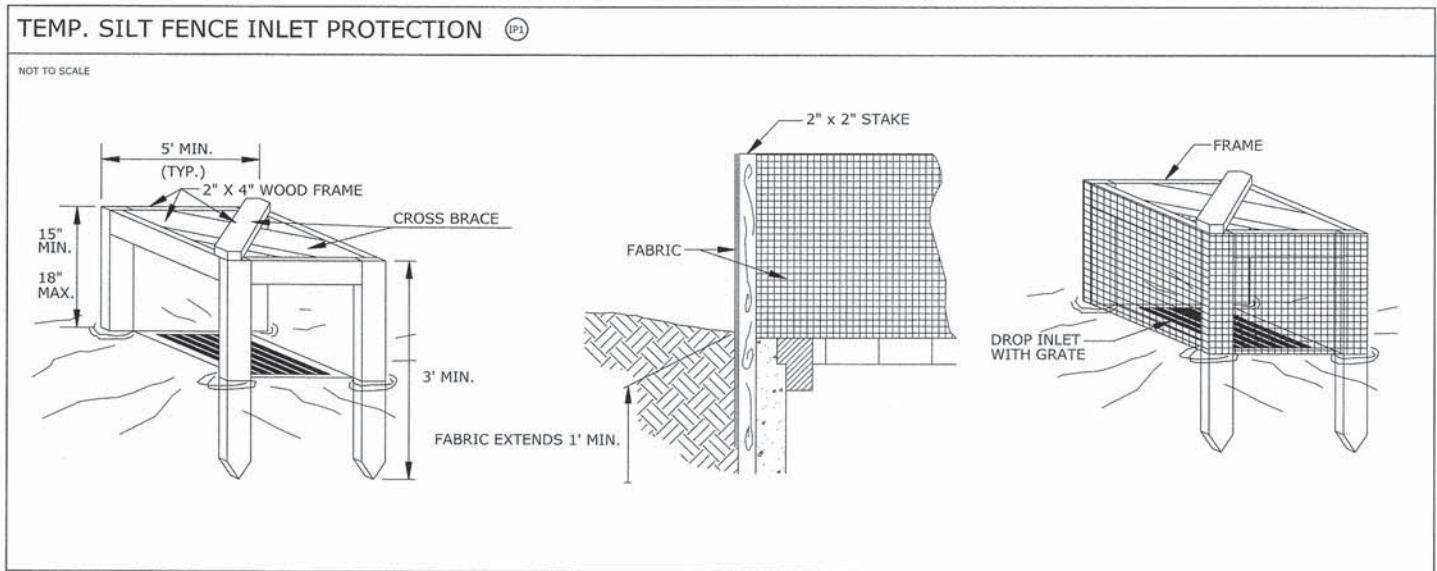 TEMP. SILT FENCE INLET PROTECTION IP1
NOT TO SCALE
5' MIN.
(TYP.)
2" X 4" WOOD FRAME
CROSS BRACE
15"
MIN.
18"
MAX.
3' MIN.
2" x 2" STAKE
FABRIC
FABRIC EXTENDS 1' MIN.
FRAME
DROP INLET
WITH GRATE